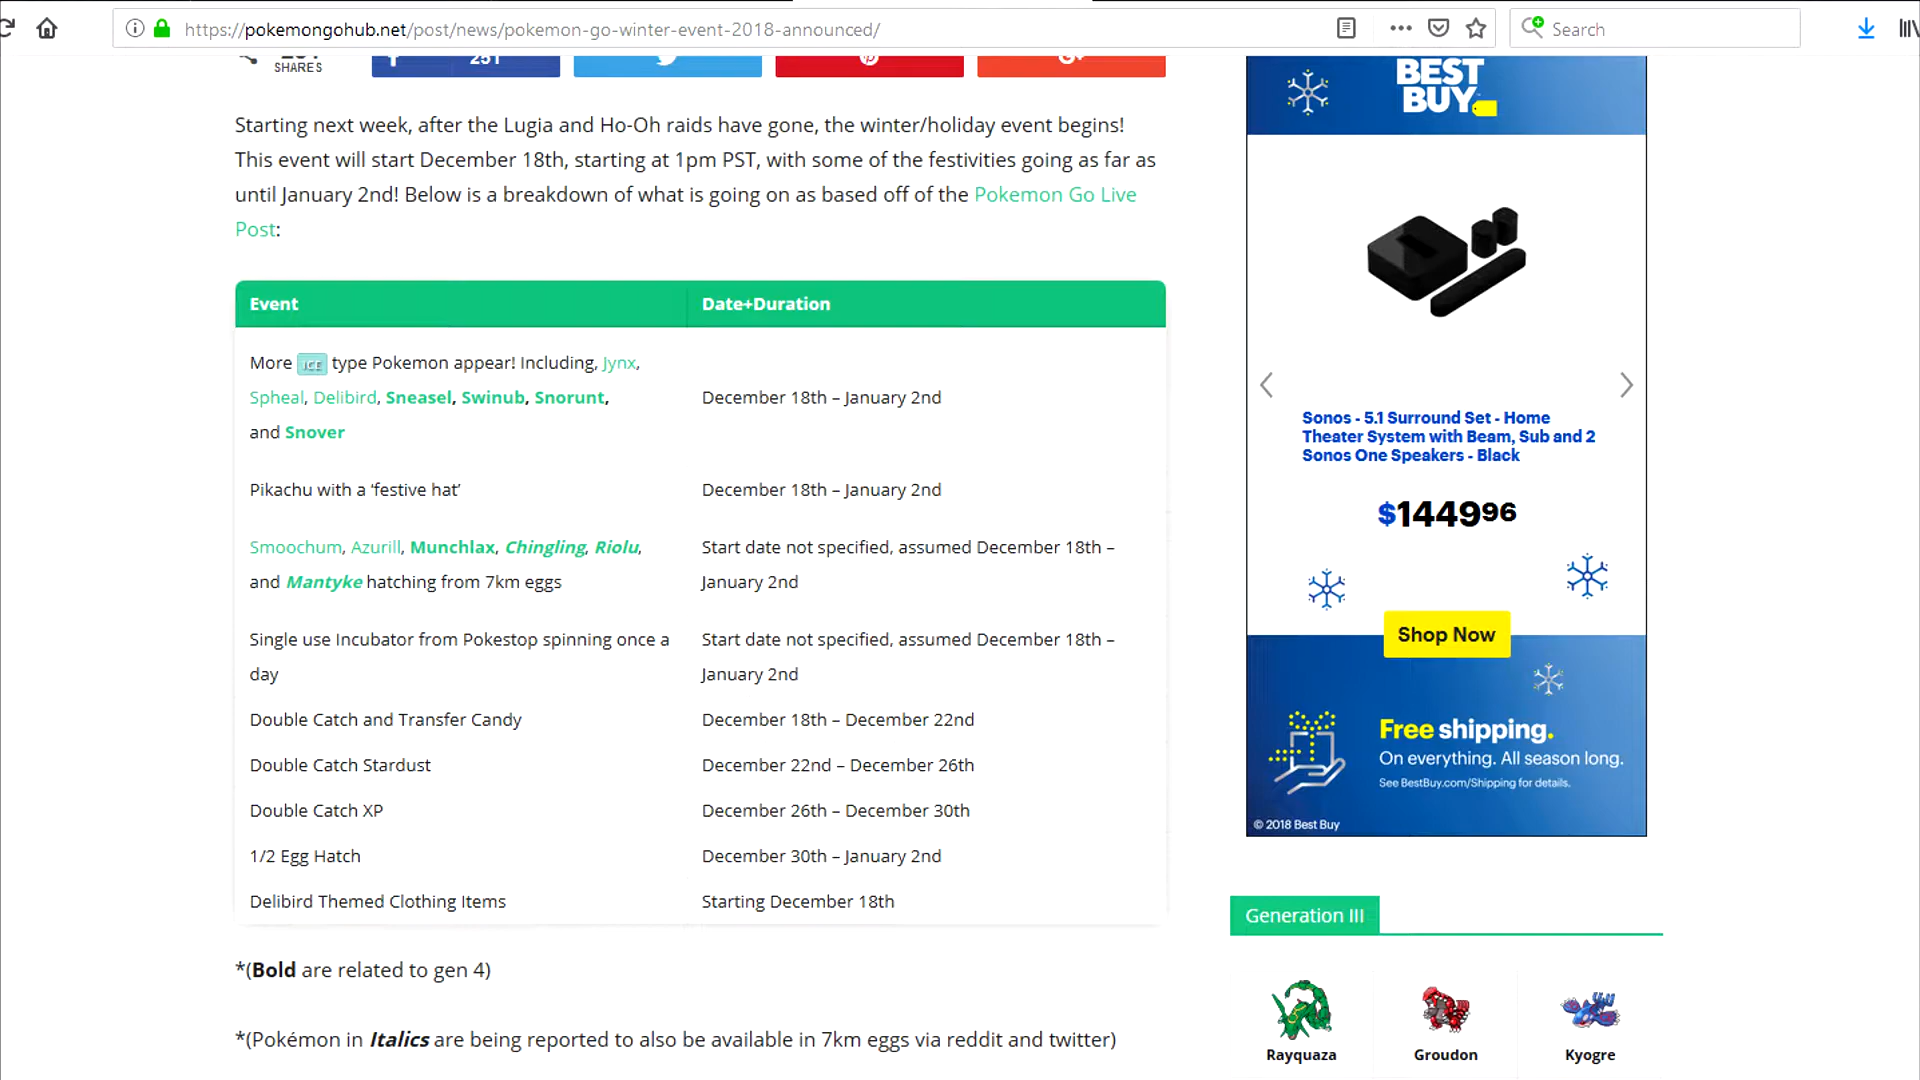 https://pokemongohub.net/post/news/pokemon-go-winter-event-2018-announced/
Search
SHARES
251
Starting next week, after the Lugia and Ho-Oh raids have gone, the winter/holiday event begins!
This event will start December 18th, starting at 1pm PST, with some of the festivities going as far as
until January 2nd! Below is a breakdown of what is going on as based off of the Pokemon Go Live
Post:
Event Date+Duration
More ICE type Pokemon appear! Including, Jynx,
Spheal, Delibird, Sneasel, Swinub, Snorunt,
and Snover
December 18th – January 2nd
Pikachu with a ‘festive hat’ December 18th – January 2nd
Smoochum, Azurill, Munchlax, Chingling, Riolu,
and Mantyke hatching from 7km eggs
Start date not specified, assumed December 18th –
January 2nd
Single use Incubator from Pokestop spinning once a
day
Start date not specified, assumed December 18th –
January 2nd
Double Catch and Transfer Candy December 18th – December 22nd
Double Catch Stardust December 22nd – December 26th
Double Catch XP December 26th – December 30th
1/2 Egg Hatch December 30th – January 2nd
Delibird Themed Clothing Items Starting December 18th
*(Bold are related to gen 4)
*(Pokémon in Italics are being reported to also be available in 7km eggs via reddit and twitter)
BEST
BUY
Sonos - 5.1 Surround Set - Home
Theater System with Beam, Sub and 2
Sonos One Speakers - Black
$144996
Shop Now
Free shipping.
On everything. All season long.
See BestBuy.com/Shipping for details.
© 2018 Best Buy
Generation III
Rayquaza Groudon Kyogre